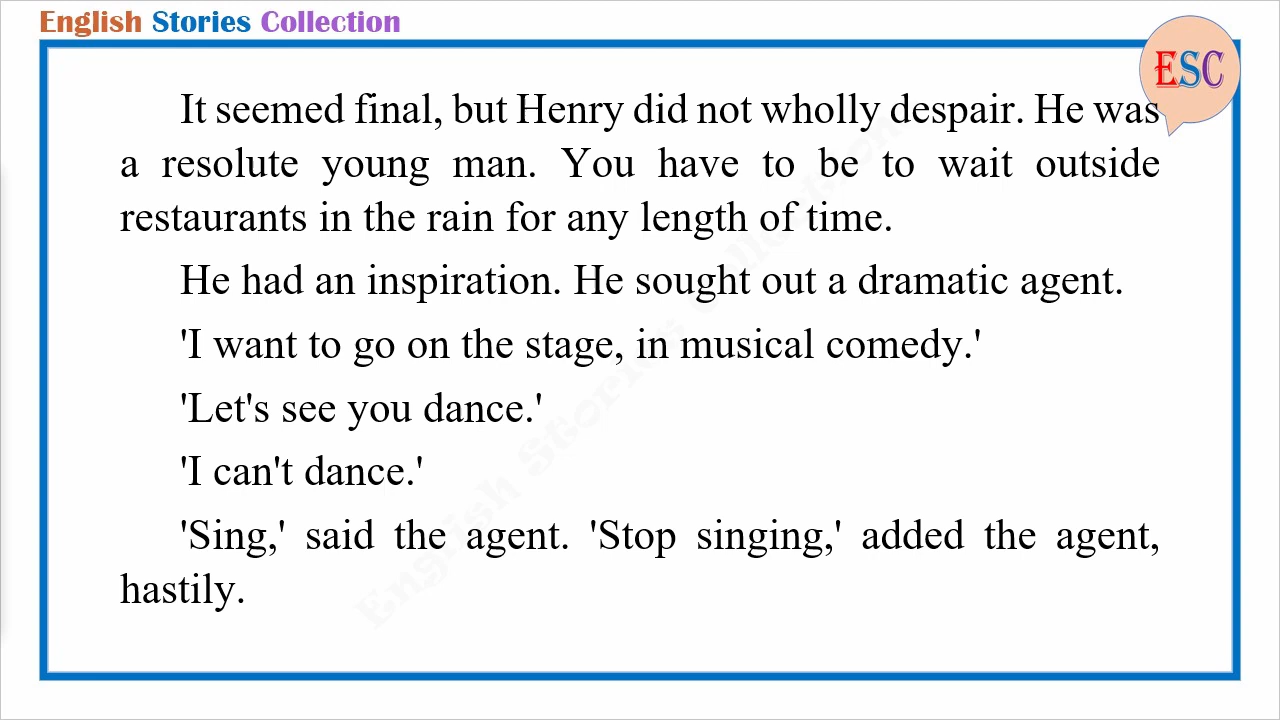 English Stories Collection
ESC
It seemed final, but Henry did not wholly despair. He was
a resolute young man. You have to be to wait outside
restaurants in the rain for any length of time.
He had an inspiration. He sought out a dramatic agent.
'I want to go on the stage, in musical comedy.'
'Let's see you dance.'
'I can't dance.'
'Sing,' said the agent. 'Stop singing,' added the agent,
hastily.
English Stories Collection